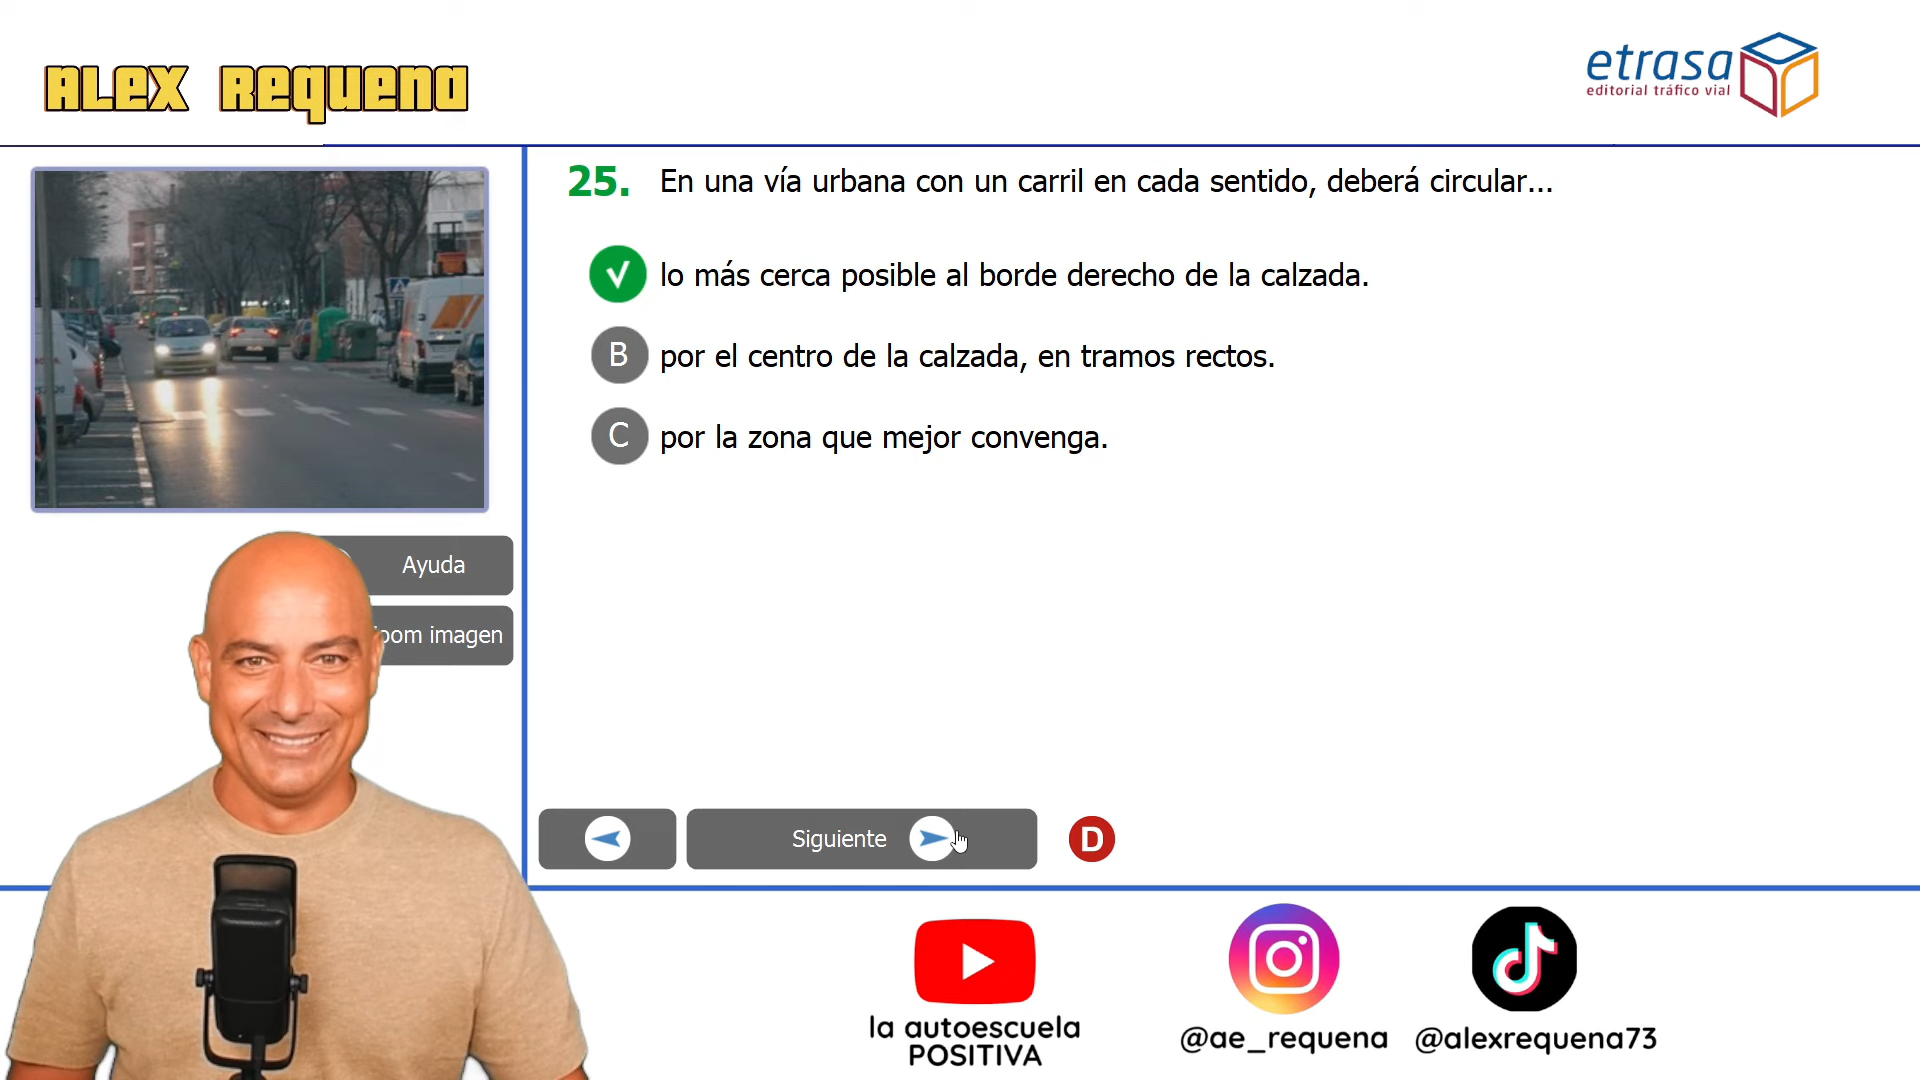 ALEX REQUENA
etrasa
editorial tráfico vial
25. En una vía urbana con un carril en cada sentido, deberá circular...
lo más cerca posible al borde derecho de la calzada.
B por el centro de la calzada, en tramos rectos.
C por la zona que mejor convenga.
Ayuda
oom imagen
Siguiente
D
la autoescuela
POSITIVA
@ae_requena
@alexrequena73